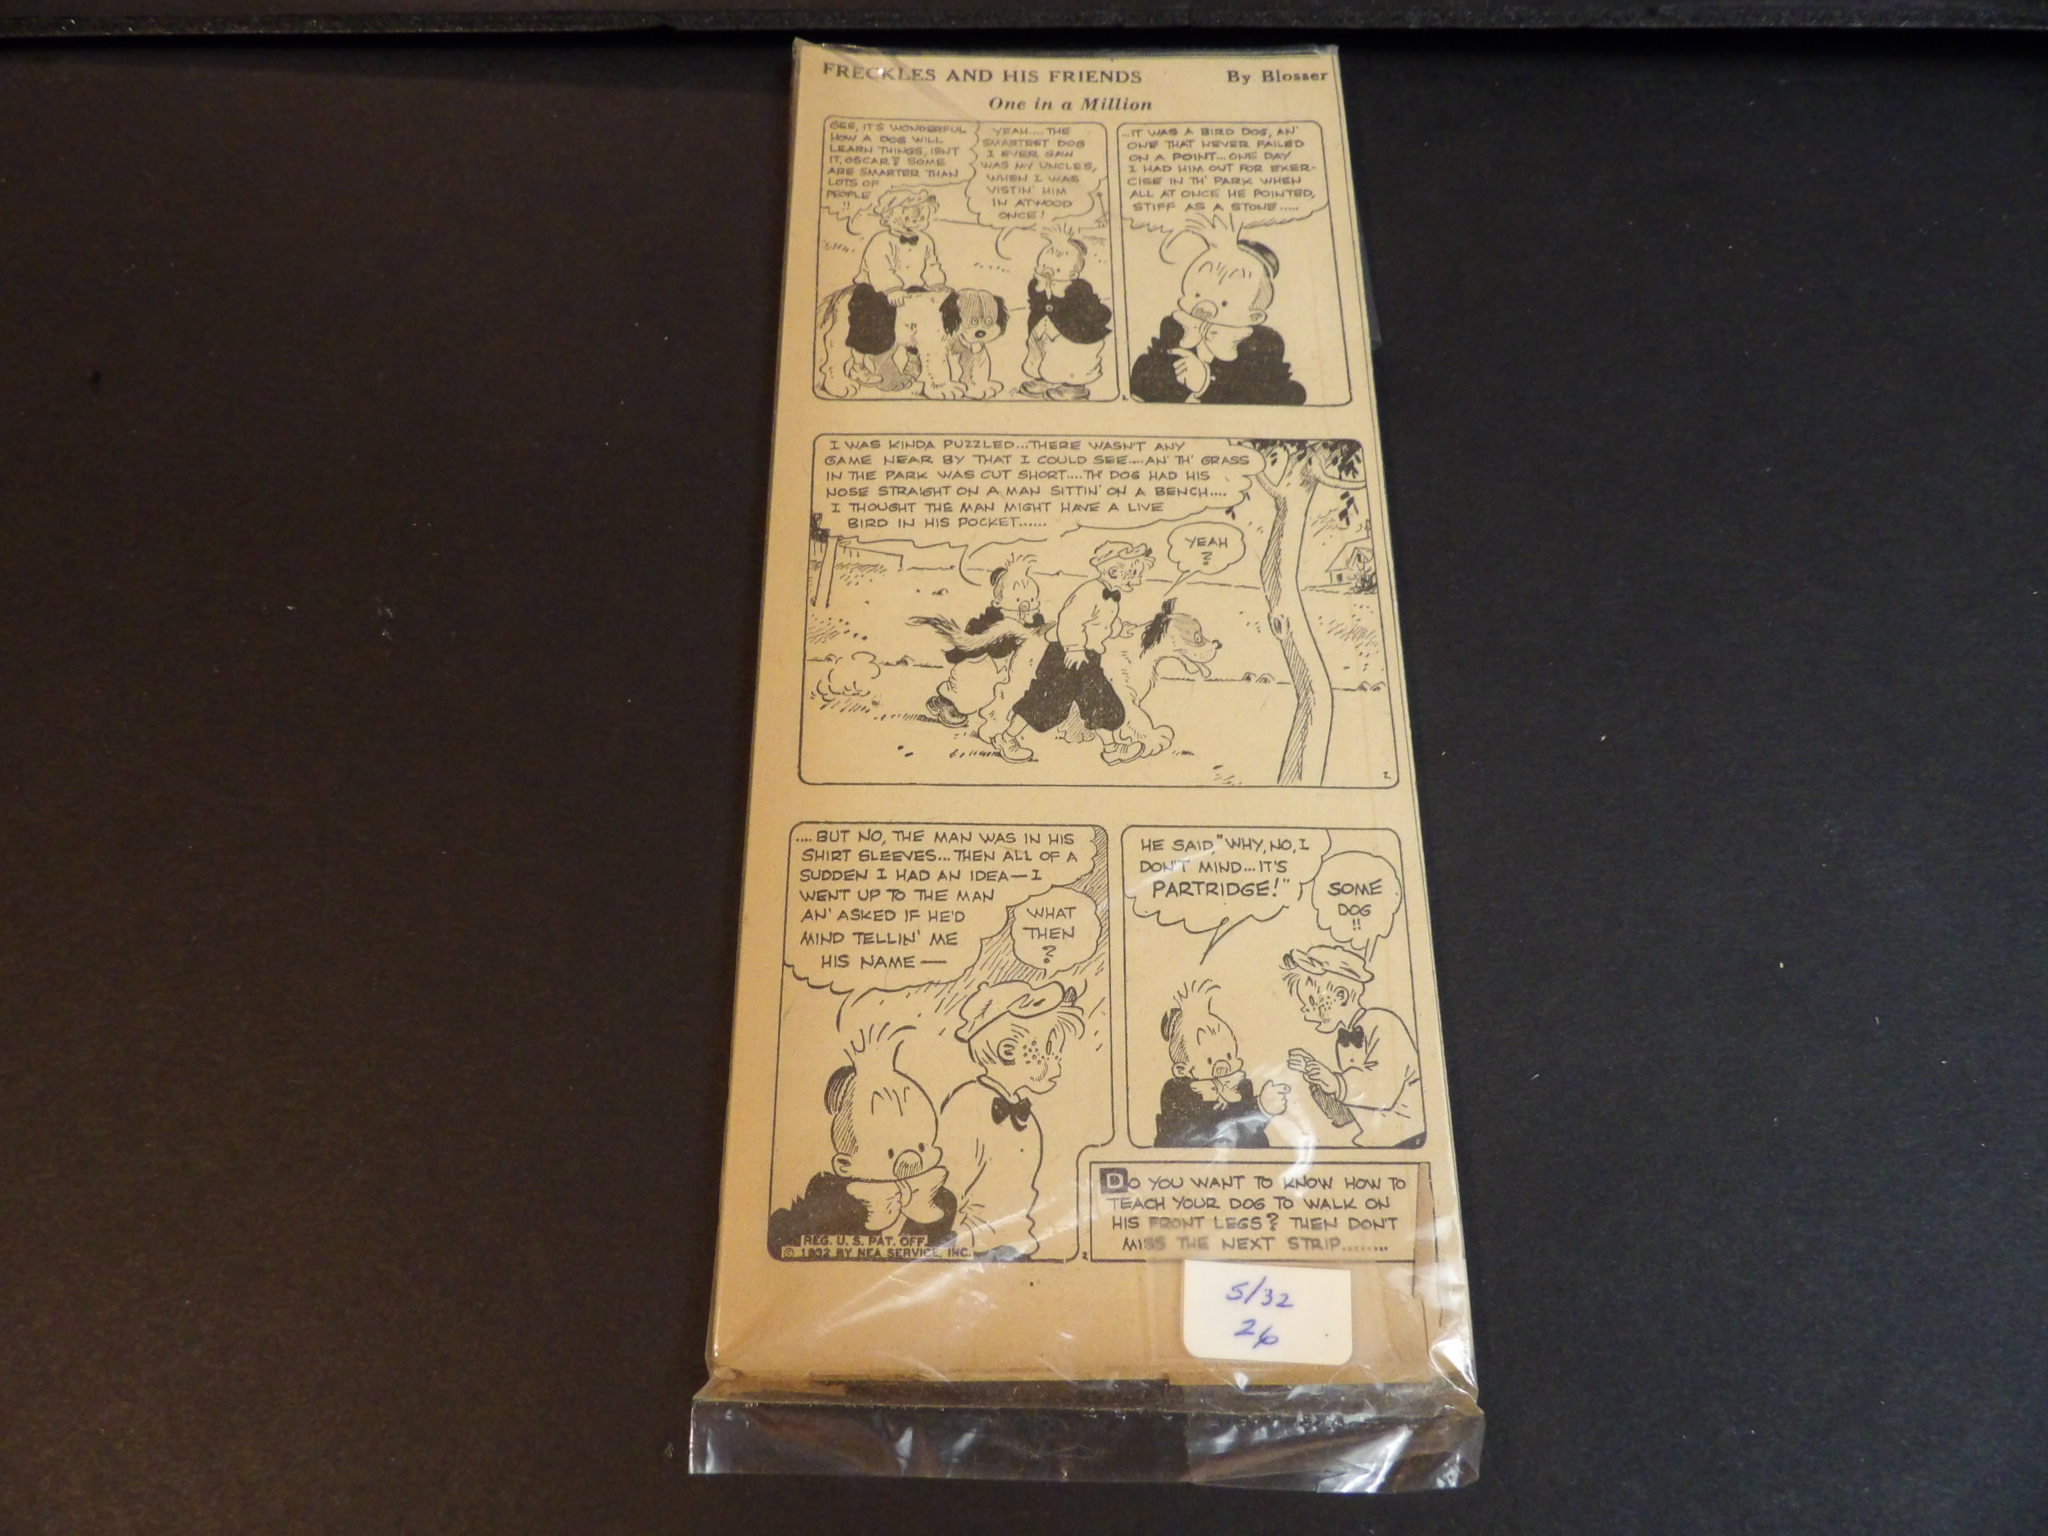 FRECKLES AND HIS FRIENDS By Blosser
One in a Million
GEE, IT'S WONDERFUL
HOW A DOG WILL
LEARN THINGS, ISNT
IT, OSCAR? SOME
ARE SMARTER THAN
LOTS OF
PEOPLE
!!
YEAH....THE
SMARTEST DOG
I EVER SAW
WAS MY UNCLE'S,
WHEN I WAS
VISTIN' HIM
IN ATWOOD
ONCE!
...IT WAS A BIRD DOG, AN'
ONE THAT NEVER FAILED
ON A POINT...ONE DAY
I HAD HIM OUT FOR EXER-
CISE IN TH' PARK WHEN
ALL AT ONCE HE POINTED,
STIFF AS A STONE.....
I WAS KINDA PUZZLED...THERE WASN'T ANY
GAME NEAR BY THAT I COULD SEE....AN' TH' GRASS
IN THE PARK WAS CUT SHORT....TH' DOG HAD HIS
NOSE STRAIGHT ON A MAN SITTIN' ON A BENCH....
I THOUGHT THE MAN MIGHT HAVE A LIVE
BIRD IN HIS POCKET......
YEAH
?
....BUT NO, THE MAN WAS IN HIS
SHIRT SLEEVES...THEN ALL OF A
SUDDEN I HAD AN IDEA—I
WENT UP TO THE MAN
AN' ASKED IF HE'D
MIND TELLIN' ME
HIS NAME—
WHAT
THEN
?
REG. U. S. PAT. OFF.
© 1932 BY NEA SERVICE, INC.
HE SAID, "WHY, NO, I
DON'T MIND...IT'S
PARTRIDGE!"
SOME
DOG
!!
DO YOU WANT TO KNOW HOW TO
TEACH YOUR DOG TO WALK ON
HIS FRONT LEGS? THEN DON'T
MISS THE NEXT STRIP........
5/32
26